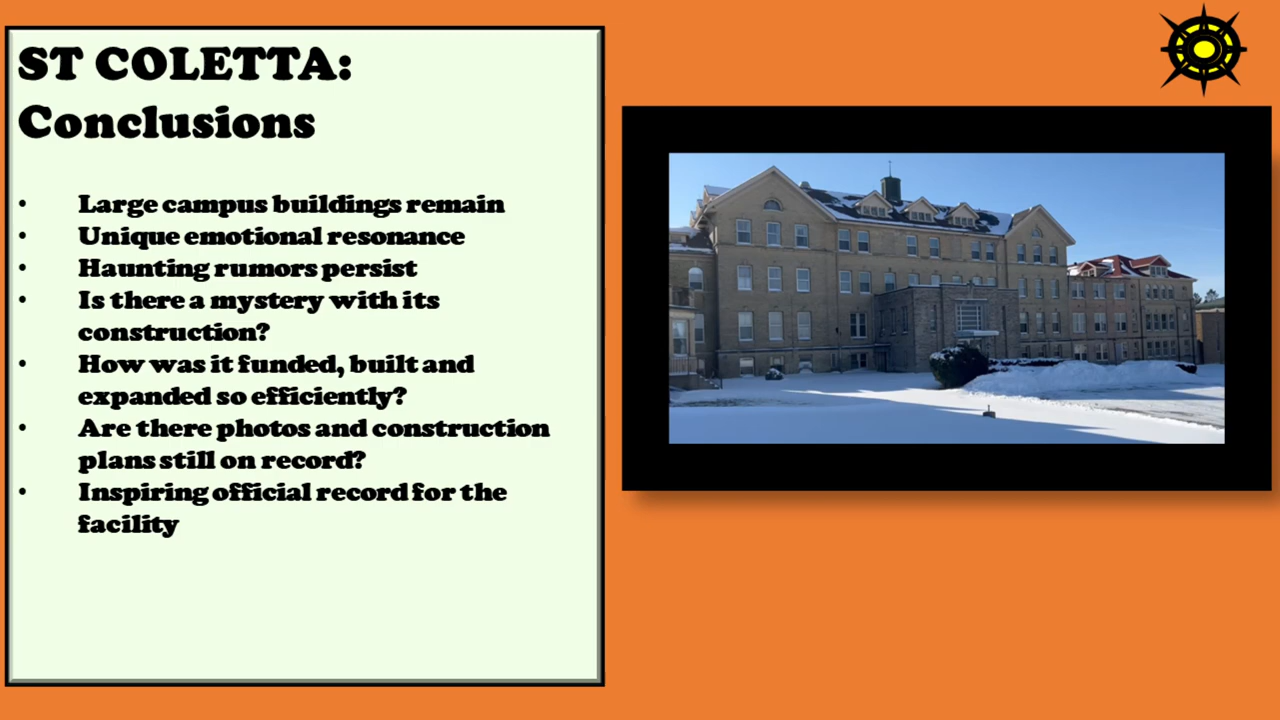 ST COLETTA:
Conclusions
• Large campus buildings remain
• Unique emotional resonance
• Haunting rumors persist
• Is there a mystery with its
construction?
• How was it funded, built and
expanded so efficiently?
• Are there photos and construction
plans still on record?
• Inspiring official record for the
facility